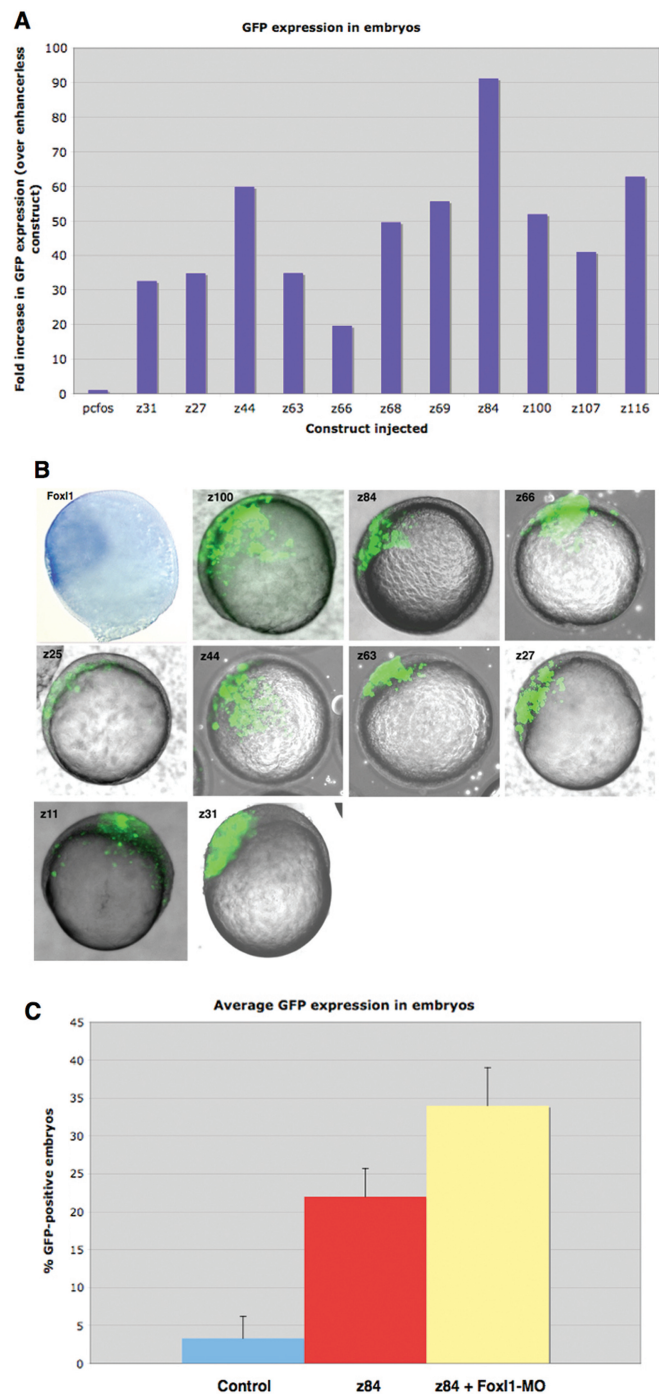 A
GFP expression in embryos
Fold increase in GFP expression (over enhancerless
construct)
100
90
80
70
60
50
40
30
20
10
0
pcfos z31 z27 z44 z63 z66 z68 z69 z84 z100 z107 z116
Construct injected
B
Foxl1 z100 z84 z66
z25 z44 z63 z27
z11 z31
C
Average GFP expression in embryos
% GFP-positive embryos
45
40
35
30
25
20
15
10
5
0
Control z84 z84 + Foxl1-MO